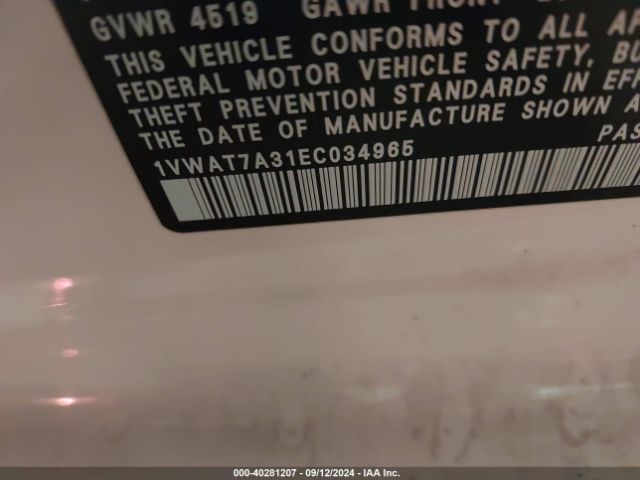 GVWR 4519 GAWR FRONT
THIS VEHICLE CONFORMS TO ALL AP
FEDERAL MOTOR VEHICLE SAFETY, BU
THEFT PREVENTION STANDARDS IN EFF
THE DATE OF MANUFACTURE SHOWN A
1VWAT7A31EC034965 PAS
000-40281207 - 09/12/2024 - IAA Inc.